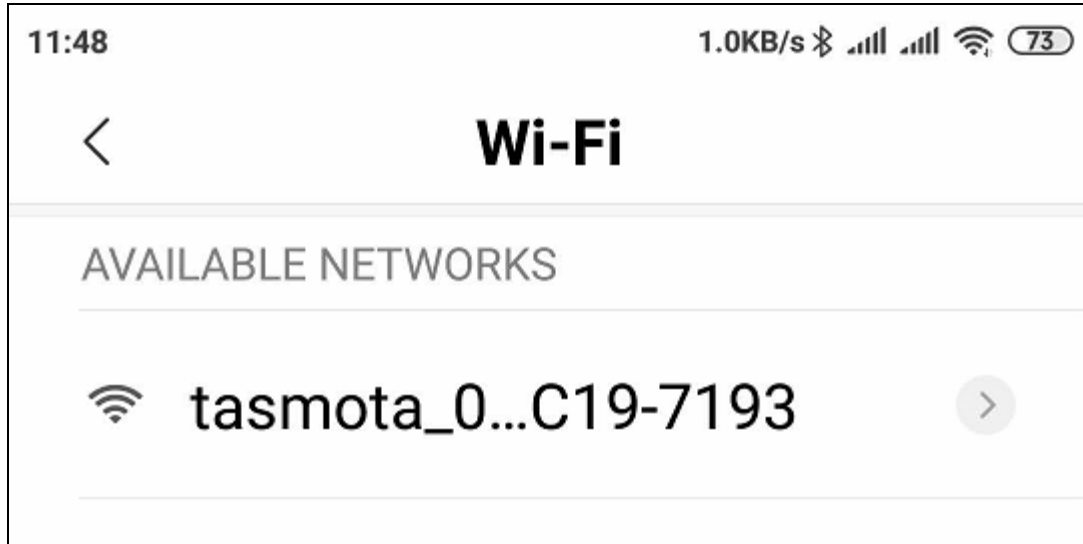 11:48 1.0KB/s 73
Wi-Fi
AVAILABLE NETWORKS
tasmota_0...C19-7193